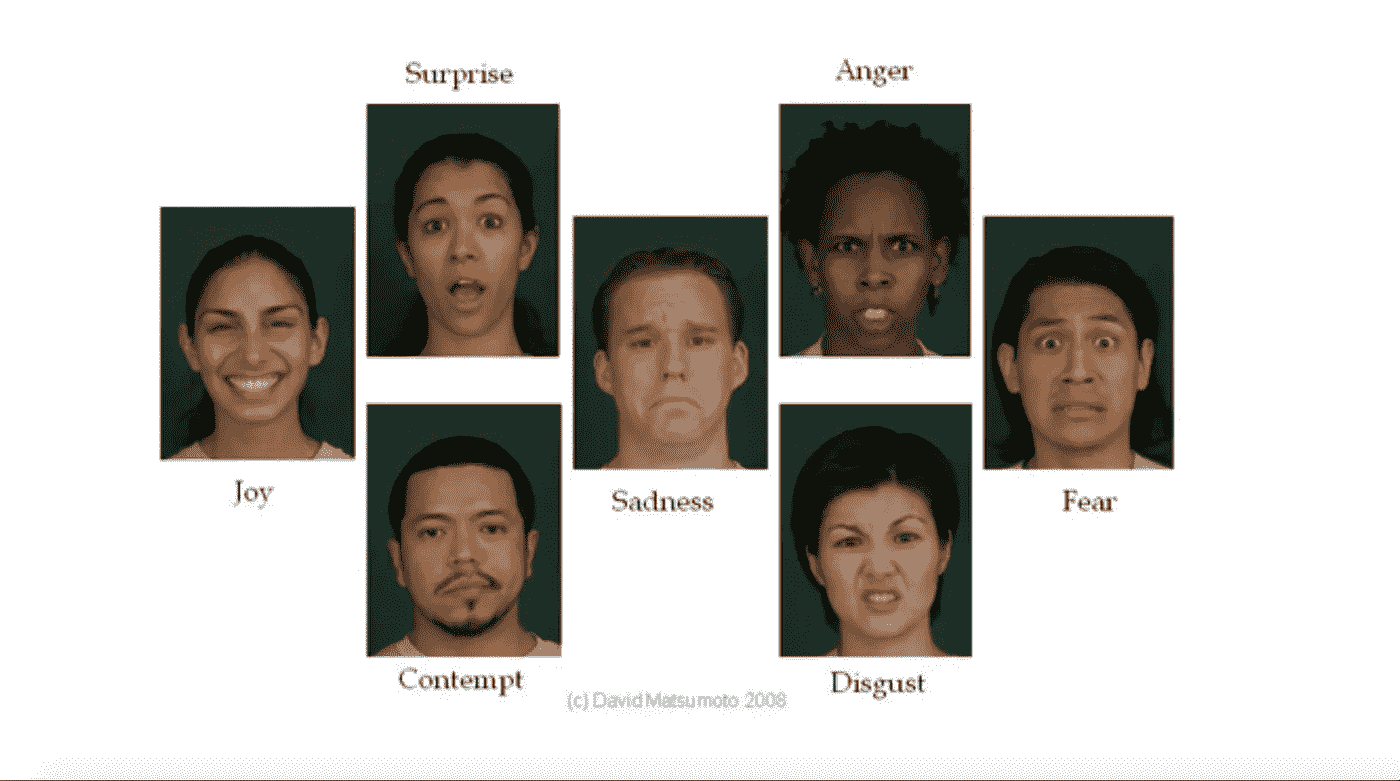 Surprise
Anger
Joy
Sadness
Fear
Contempt
Disgust
(c) David Matsumoto 2008